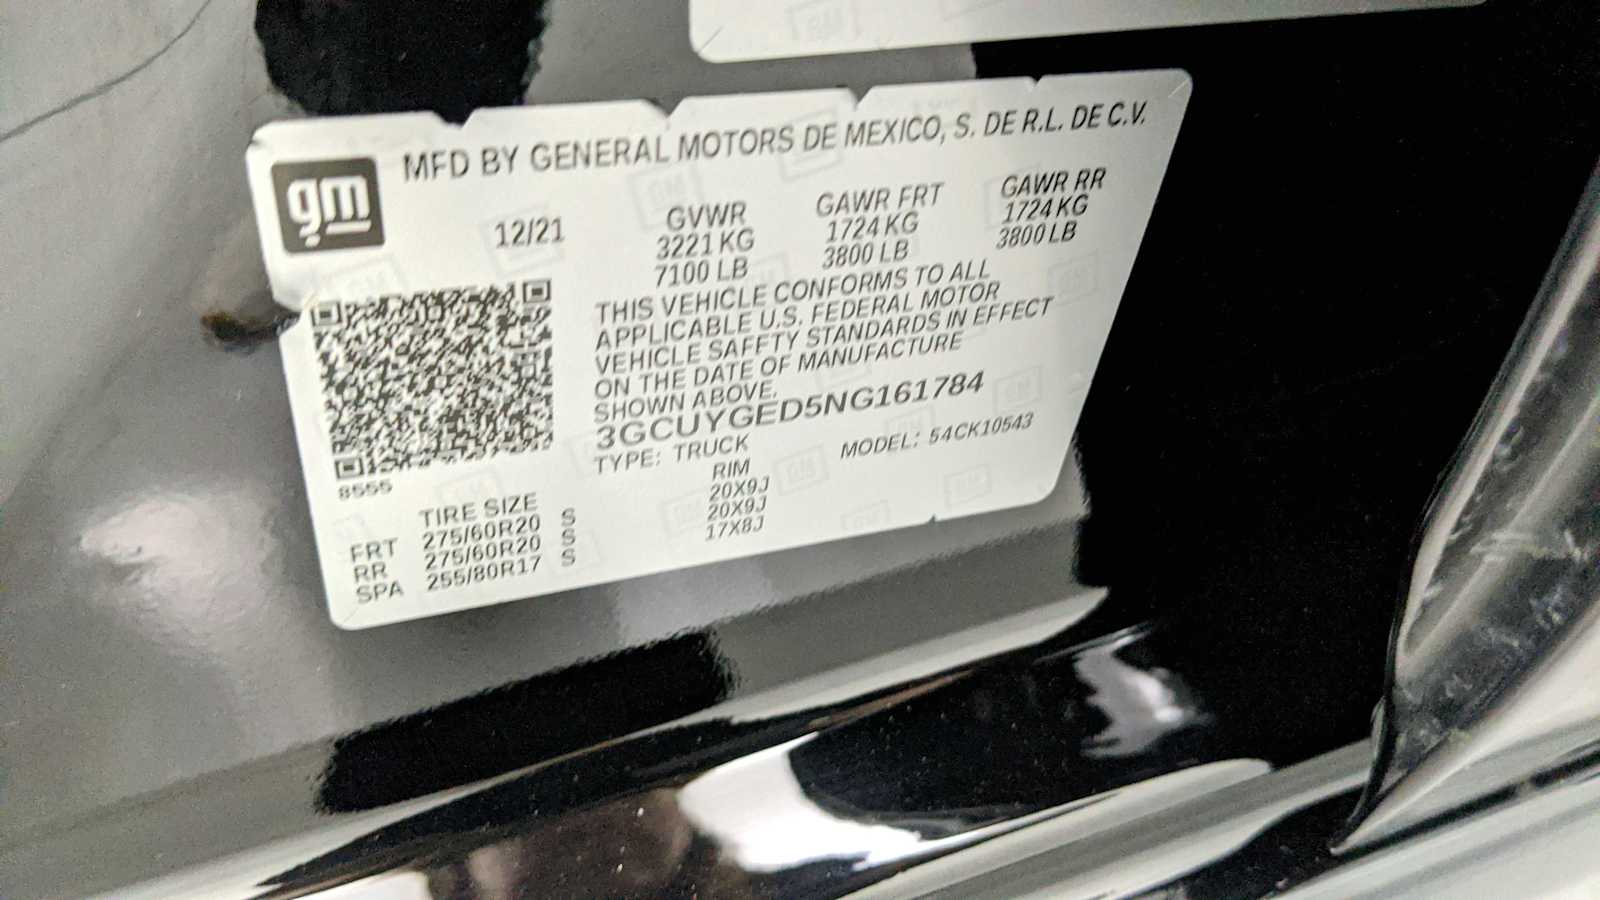 gm
MFD BY GENERAL MOTORS DE MEXICO, S. DE R.L. DE C.V.
12/21 GVWR GAWR FRT GAWR RR
3221 KG 1724 KG 1724 KG
7100 LB 3800 LB 3800 LB
THIS VEHICLE CONFORMS TO ALL
APPLICABLE U.S. FEDERAL MOTOR
VEHICLE SAFETY STANDARDS IN EFFECT
ON THE DATE OF MANUFACTURE
SHOWN ABOVE.
3GCUYGED5NG161784
TYPE: TRUCK MODEL: 54CK10543
8555
TIRE SIZE RIM
FRT 275/60R20 S 20X9J
RR 275/60R20 S 20X9J
SPA 255/80R17 S 17X8J